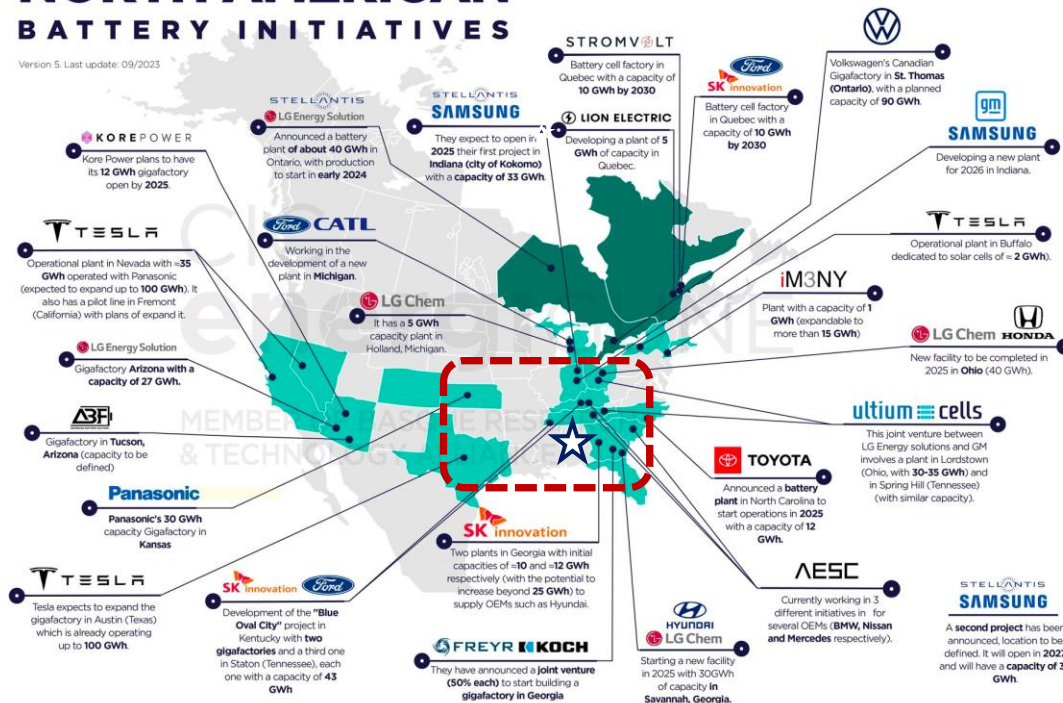 NORTH AMERICAN
BATTERY INITIATIVES
Version 5. Last update: 09/2023
STROMVOLT
Battery cell factory in
Quebec with a capacity of
10 GWh by 2030
SK innovation Ford
Battery cell factory
in Quebec with a
capacity of 10 GWh
by 2030
Volkswagen's Canadian
Gigafactory in St. Thomas
(Ontario), with a planned
capacity of 90 GWh.
gm
SAMSUNG
Developing a new plant
for 2026 in Indiana.
STELLANTIS
LG Energy Solution
Announced a battery
plant of about 40 GWh in
Ontario, with production
to start in early 2024
STELLANTIS
SAMSUNG
They expect to open in
2025 their first project in
Indiana (city of Kokomo)
with a capacity of 33 GWh.
LION ELECTRIC
Developing a plant of 5
GWh of capacity in
Quebec.
KOREPOWER
Kore Power plans to have
its 12 GWh gigafactory
open by 2025.
TESLA
Operational plant in Nevada with ≈35
GWh operated with Panasonic
(expected to expand up to 100 GWh). It
also has a pilot line in Fremont
(California) with plans of expand it.
Ford CATL
Working in the
development of a new
plant in Michigan.
LG Chem
It has a 5 GWh
capacity plant in
Holland, Michigan.
TESLA
Operational plant in Buffalo
dedicated to solar cells of ≈ 2 GWh).
iM3NY
Plant with a capacity of 1
GWh (expandable to
more than 15 GWh)
LG Chem HONDA
New facility to be completed in
2025 in Ohio (40 GWh).
LG Energy Solution
Gigafactory Arizona with a
capacity of 27 GWh.
ABF
Gigafactory in Tucson,
Arizona (capacity to be
defined)
MEMBER
BASQUE RESE
& TECHNOLOGY
ultium cells
This joint venture between
LG Energy solutions and GM
involves a plant in Lordstown
(Ohio, with 30-35 GWh) and
in Spring Hill (Tennessee)
(with similar capacity).
TOYOTA
Announced a battery
plant in North Carolina to
start operations in 2025
with a capacity of 12
GWh.
Panasonic
Panasonic's 30 GWh
capacity Gigafactory in
Kansas
TESLA
Tesla expects to expand the
gigafactory in Austin (Texas)
which is already operating
up to 100 GWh.
SK innovation Ford
Development of the "Blue
Oval City" project in
Kentucky with two
gigafactories and a third one
in Staton (Tennessee), each
one with a capacity of 43
GWh
SK innovation
Two plants in Georgia with initial
capacities of ≈10 and ≈12 GWh
respectively (with the potential to
increase beyond 25 GWh) to
supply OEMs such as Hyundai.
FREYR KOCH
They have announced a joint venture
(50% each) to start building a
gigafactory in Georgia
HYUNDAI
LG Chem
Starting a new facility
in 2025 with 30GWh
of capacity in
Savannah, Georgia.
AESC
Currently working in 3
different initiatives in for
several OEMs (BMW, Nissan
and Mercedes respectively).
STELLANTIS
SAMSUNG
A second project has been
announced, location to be
defined. It will open in 2027
and will have a capacity of 3
GWh.